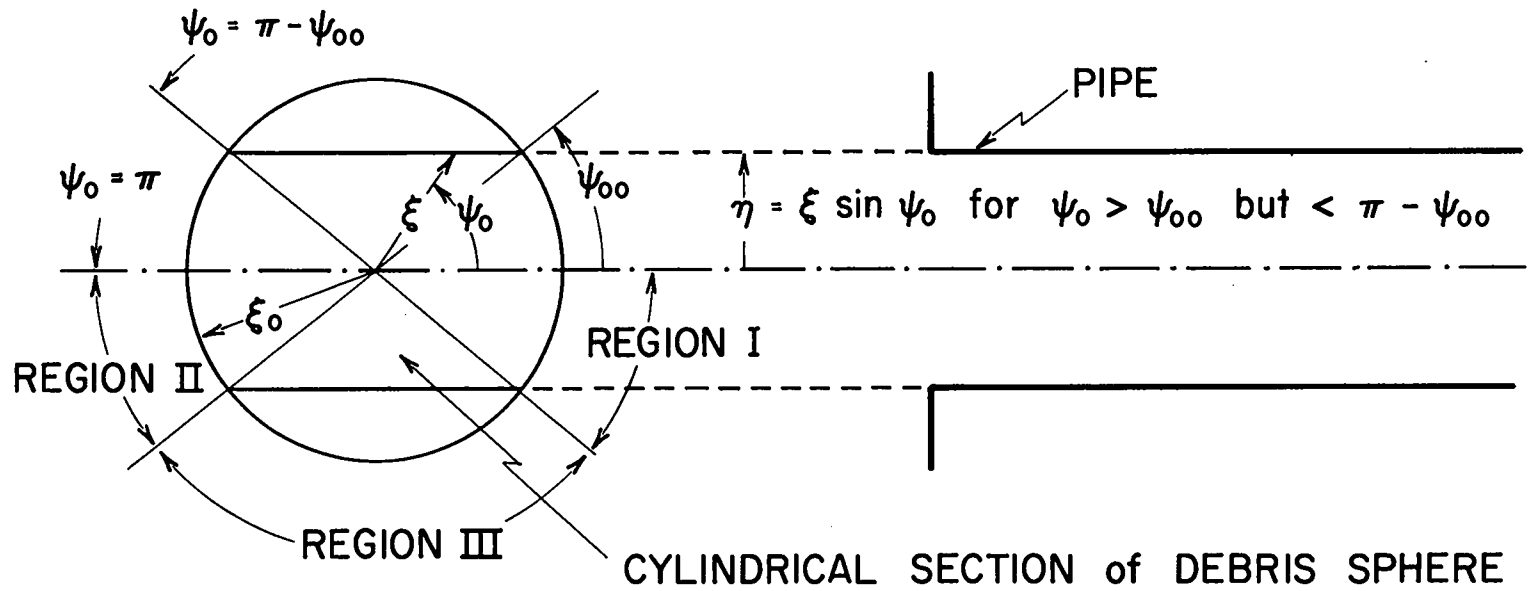 ψ₀ = π - ψ₀₀
PIPE
ψ₀ = π
ξ
ψ₀
ψ₀₀
η = ξ sin ψ₀ for ψ₀ > ψ₀₀ but < π - ψ₀₀
ξ₀
REGION I
REGION II
REGION III
CYLINDRICAL SECTION of DEBRIS SPHERE